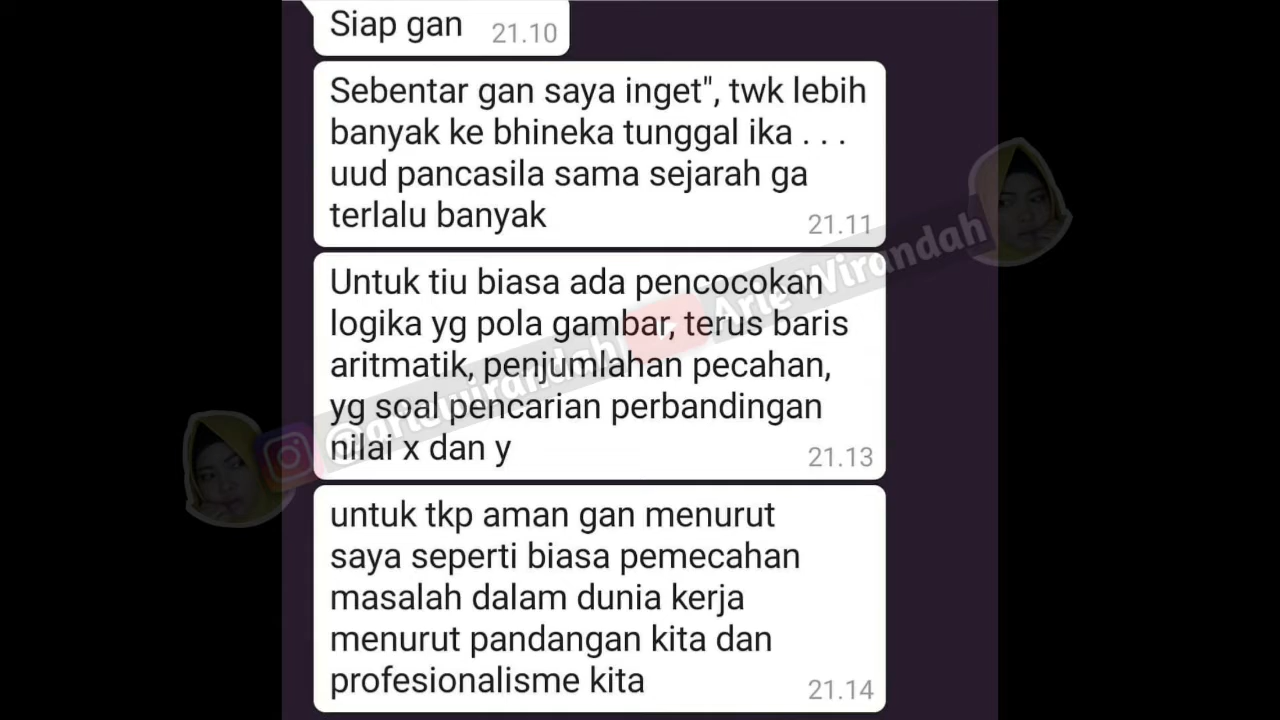 Siap gan 21.10
Sebentar gan saya inget", twk lebih
banyak ke bhineka tunggal ika . . .
uud pancasila sama sejarah ga
terlalu banyak 21.11
Untuk tiu biasa ada pencocokan
logika yg pola gambar, terus baris
aritmatik, penjumlahan pecahan,
yg soal pencarian perbandingan
nilai x dan y 21.13
untuk tkp aman gan menurut
saya seperti biasa pemecahan
masalah dalam dunia kerja
menurut pandangan kita dan
profesionalisme kita 21.14
@artewirandah Arte Wirandah